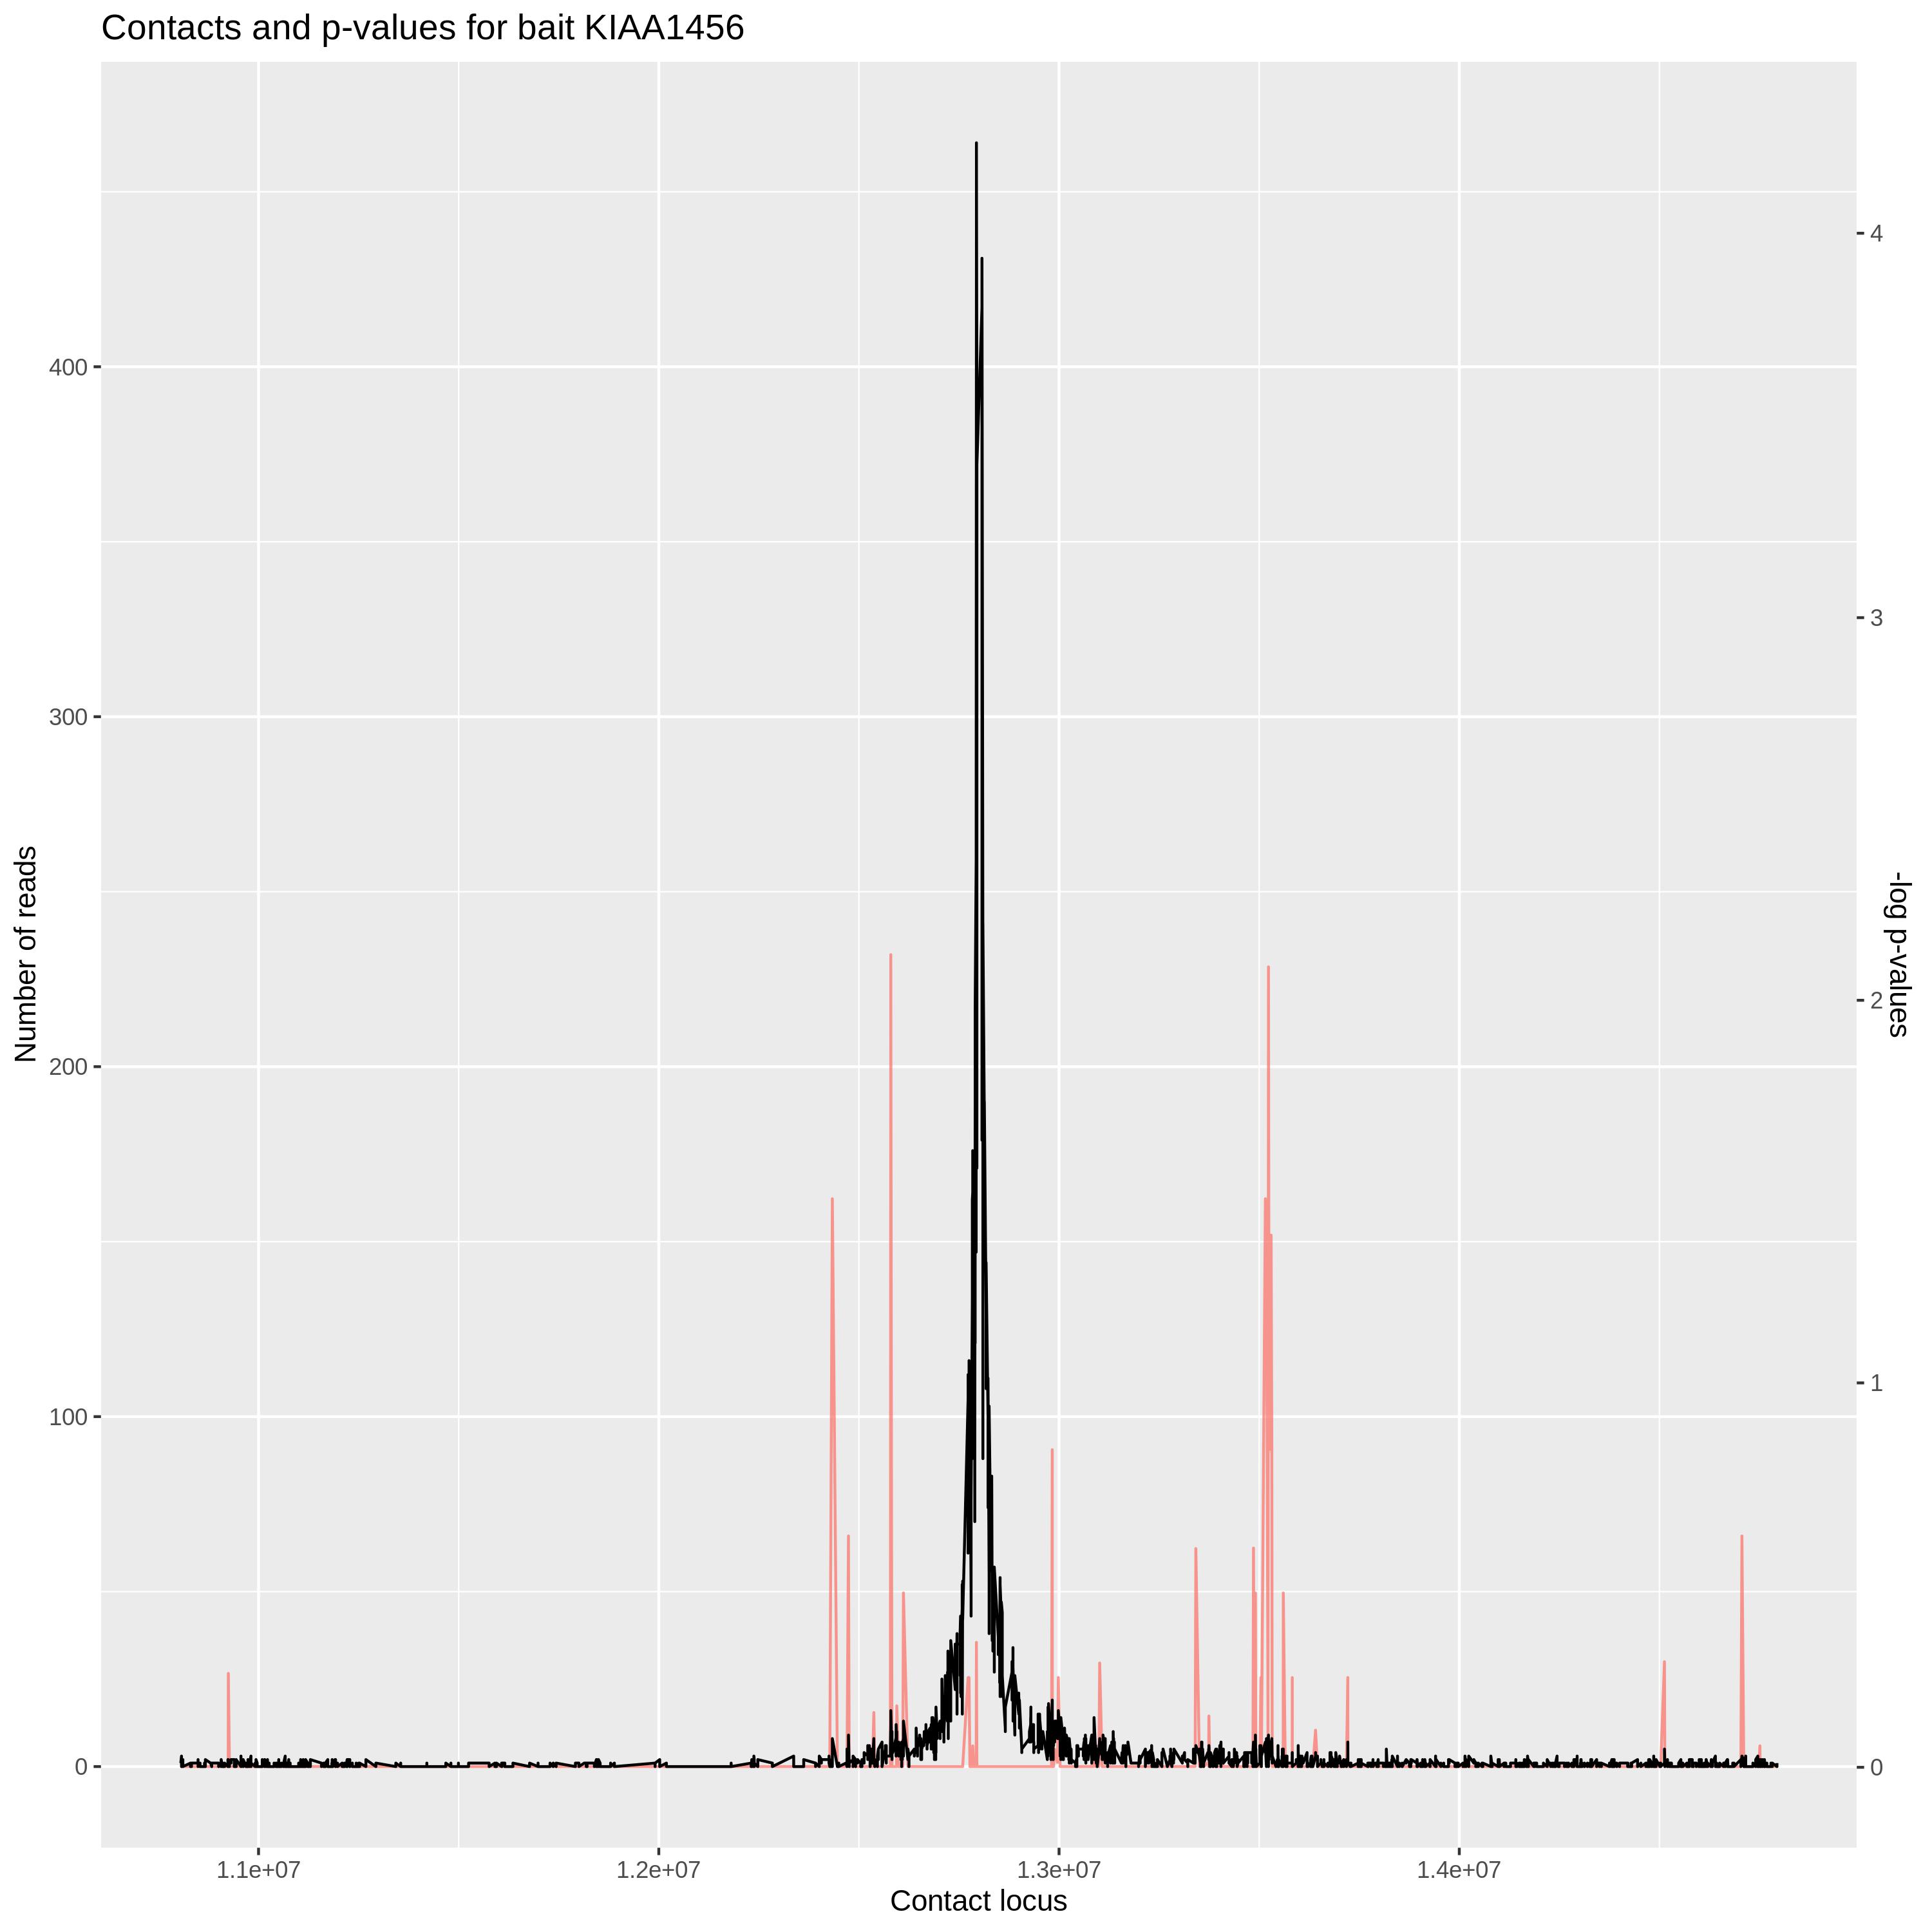 Contacts and p-values for bait KIAA1456
Number of reads
400
300
200
100
0
4
3
2
1
0
-log p-values
1.1e+07
1.2e+07
1.3e+07
1.4e+07
Contact locus